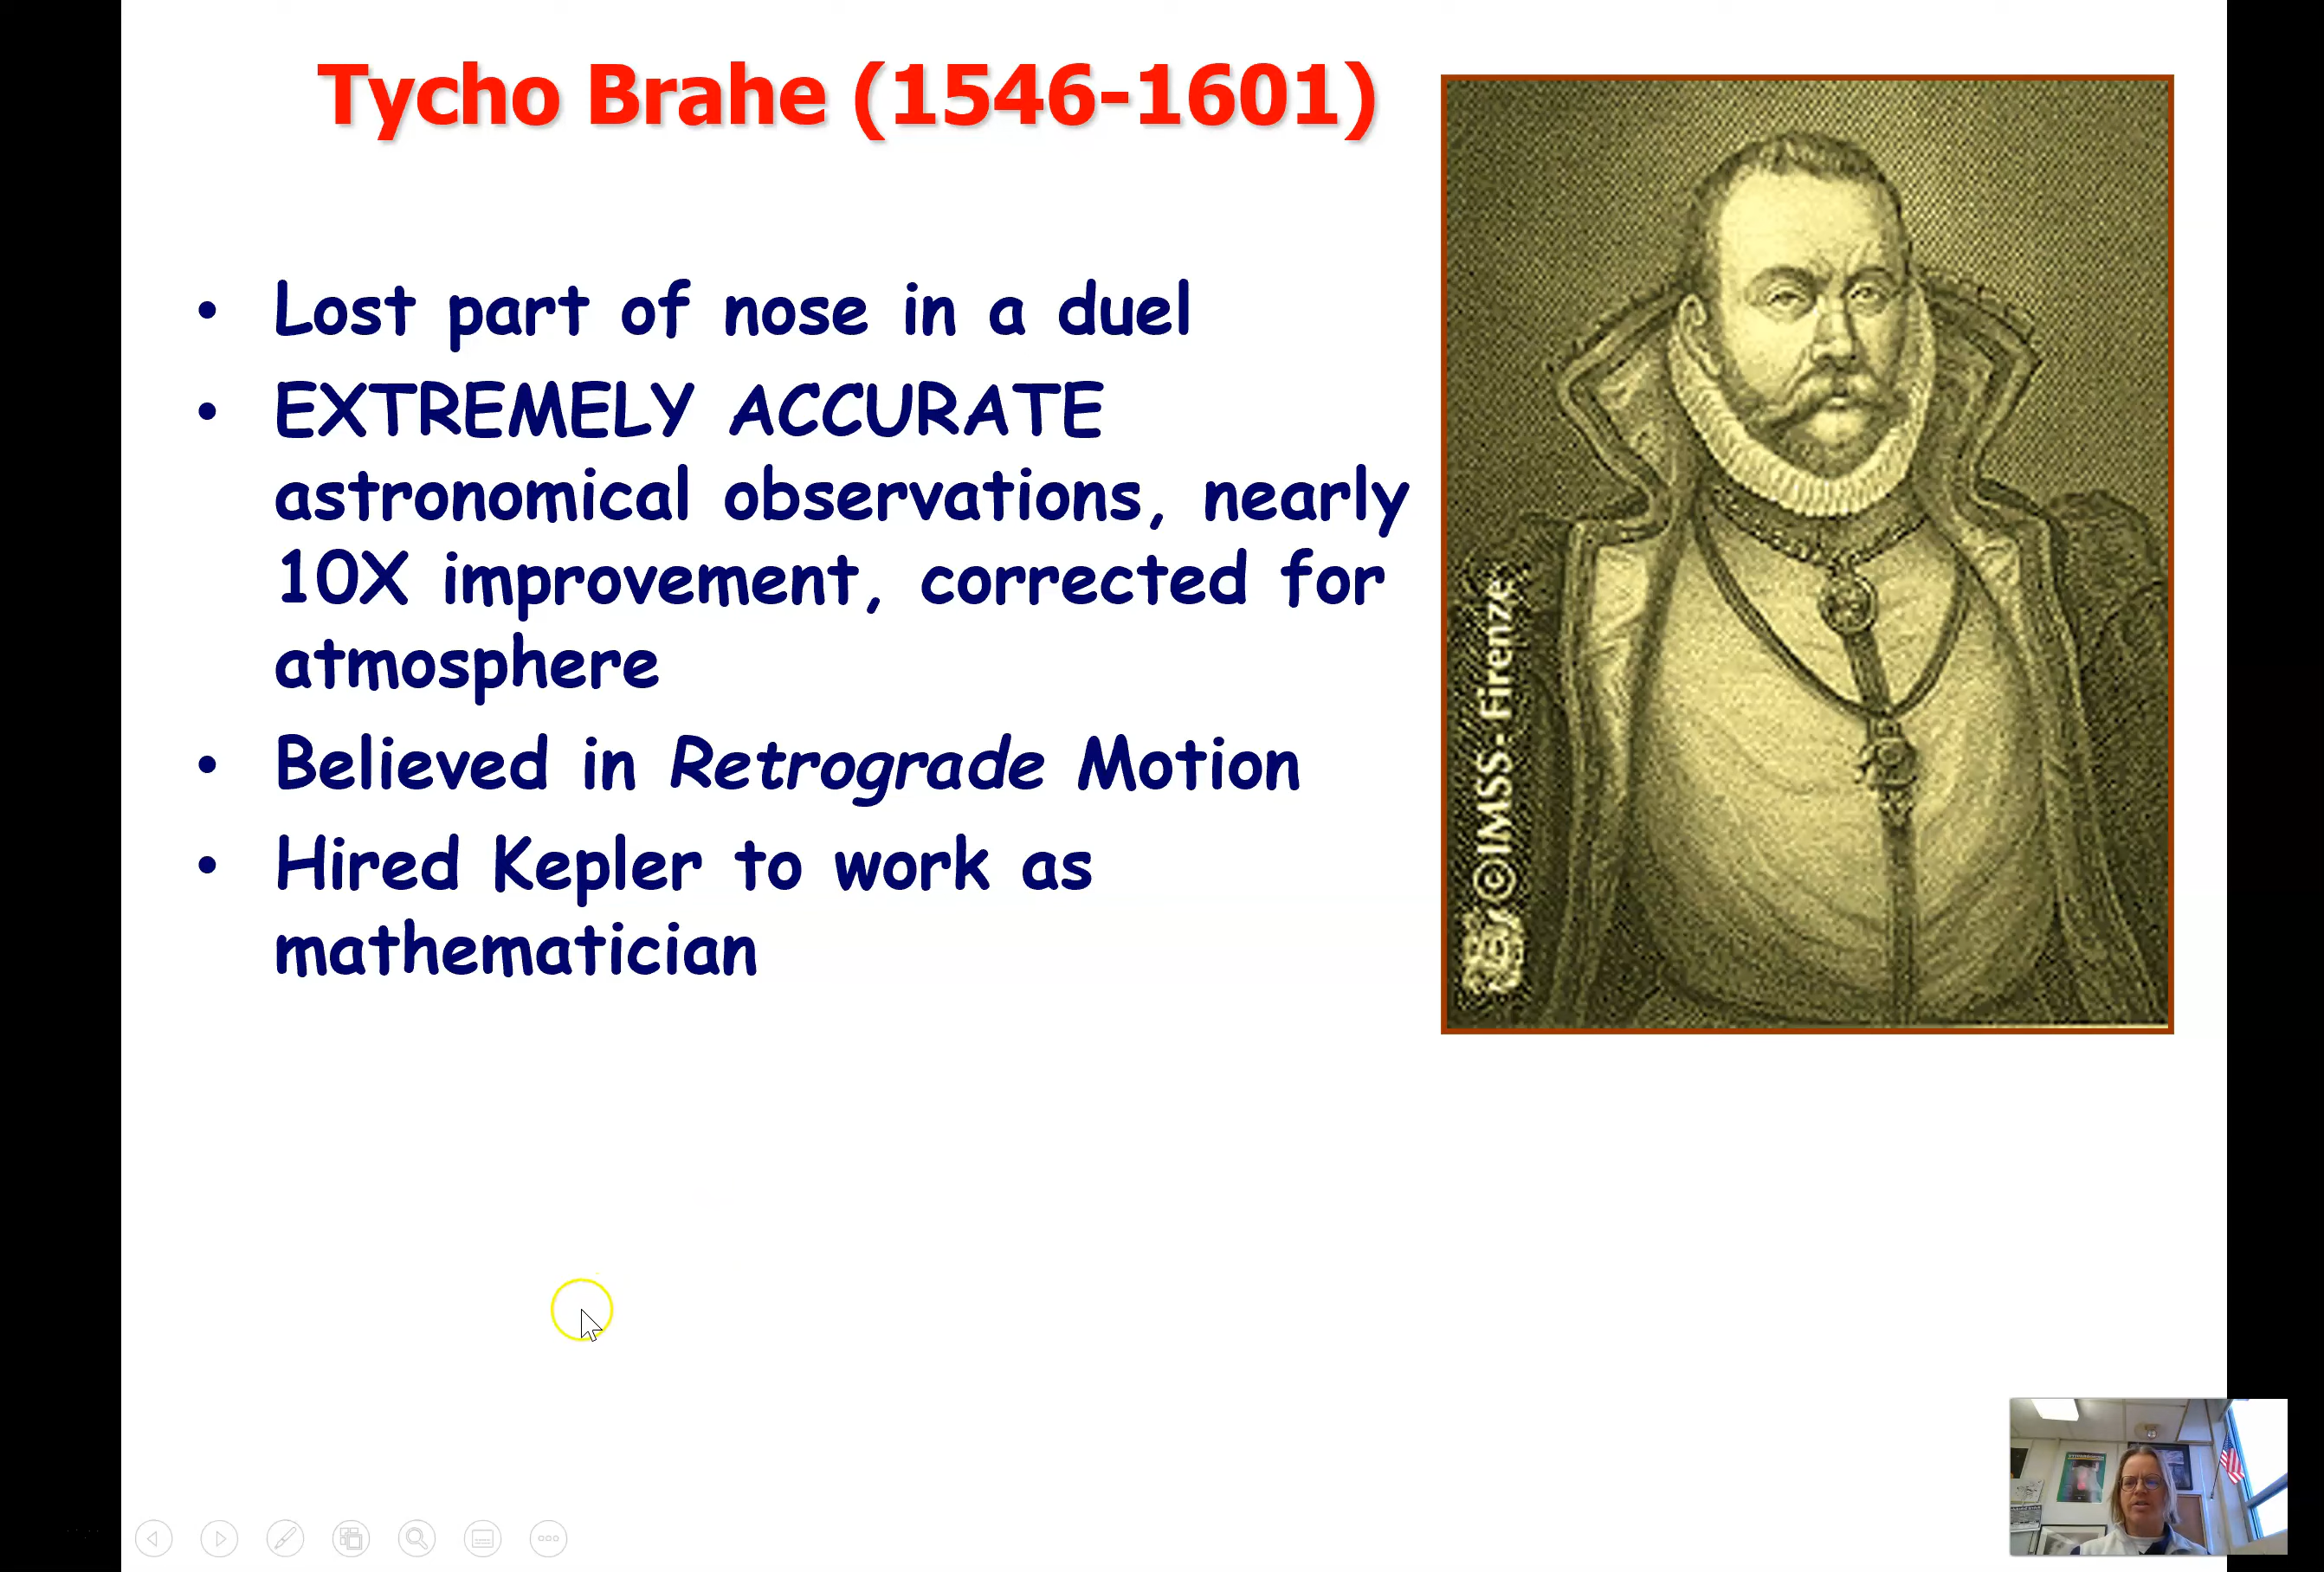 Tycho Brahe (1546-1601)
• Lost part of nose in a duel
• EXTREMELY ACCURATE
astronomical observations, nearly
10X improvement, corrected for
atmosphere
• Believed in Retrograde Motion
• Hired Kepler to work as
mathematician
©IMSS- Firenze